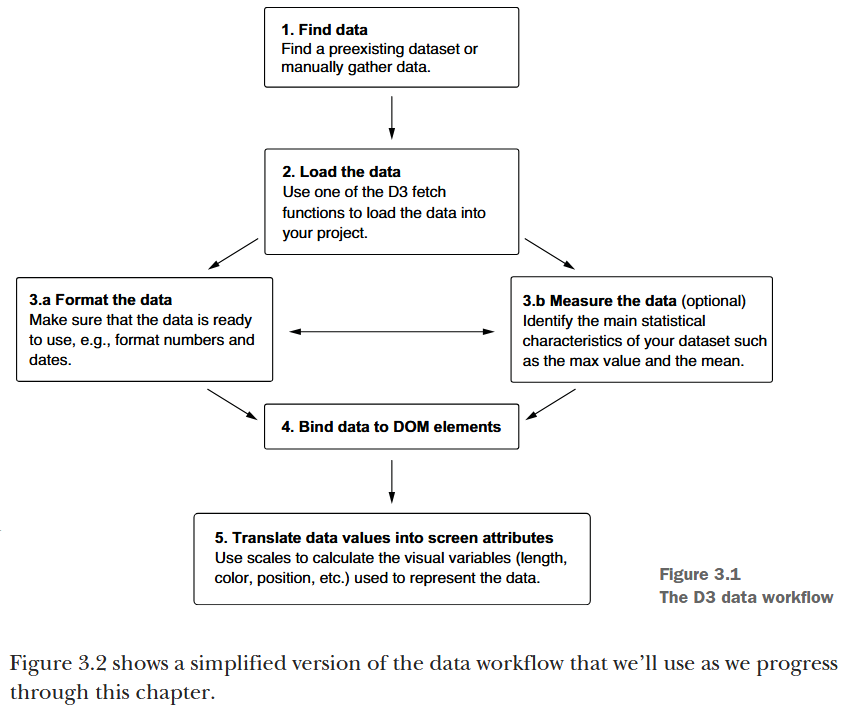 1. Find data
Find a preexisting dataset or
manually gather data.
2. Load the data
Use one of the D3 fetch
functions to load the data into
your project.
3.a Format the data
Make sure that the data is ready
to use, e.g., format numbers and
dates.
3.b Measure the data (optional)
Identify the main statistical
characteristics of your dataset such
as the max value and the mean.
4. Bind data to DOM elements
5. Translate data values into screen attributes
Use scales to calculate the visual variables (length,
color, position, etc.) used to represent the data.
Figure 3.1
The D3 data workflow
Figure 3.2 shows a simplified version of the data workflow that we’ll use as we progress
through this chapter.